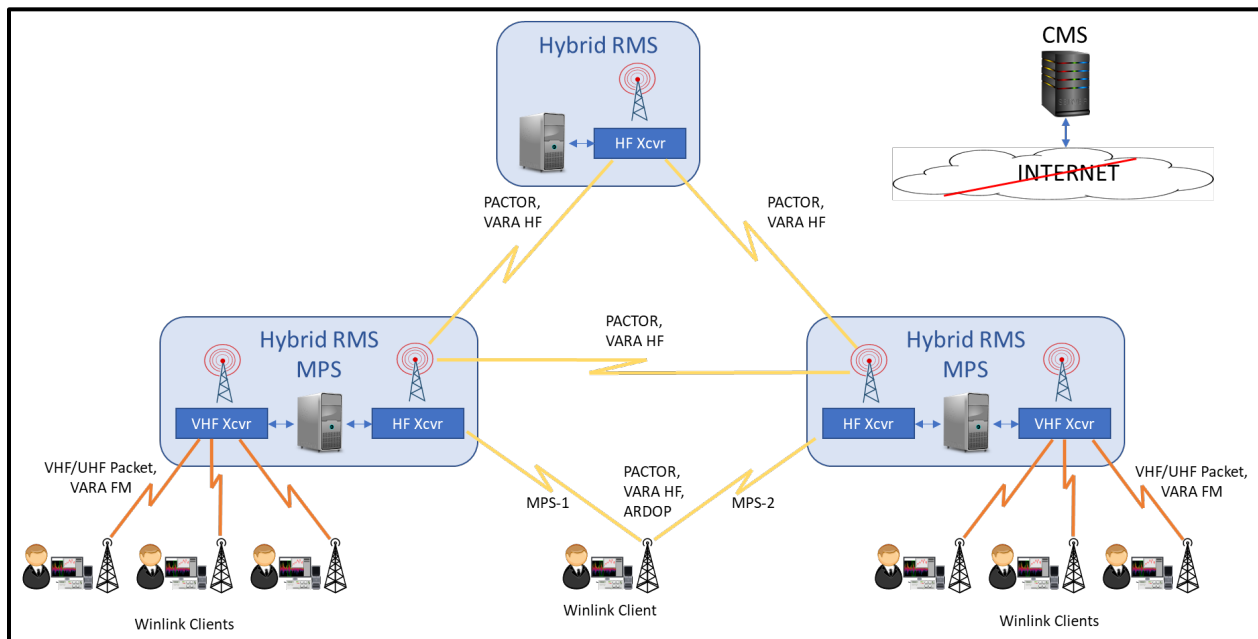 Hybrid RMS
HF Xcvr
CMS
INTERNET
PACTOR,
VARA HF
PACTOR,
VARA HF
Hybrid RMS
MPS
VHF Xcvr
HF Xcvr
PACTOR,
VARA HF
Hybrid RMS
MPS
HF Xcvr
VHF Xcvr
VHF/UHF Packet,
VARA FM
MPS-1
PACTOR,
VARA HF,
ARDOP
MPS-2
VHF/UHF Packet,
VARA FM
Winlink Clients
Winlink Client
Winlink Clients